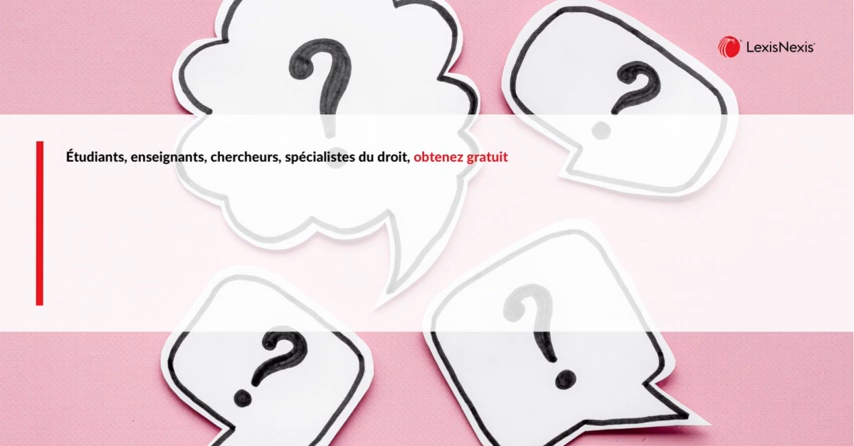 LexisNexis
Étudiants, enseignants, chercheurs, spécialistes du droit, obtenez gratuit